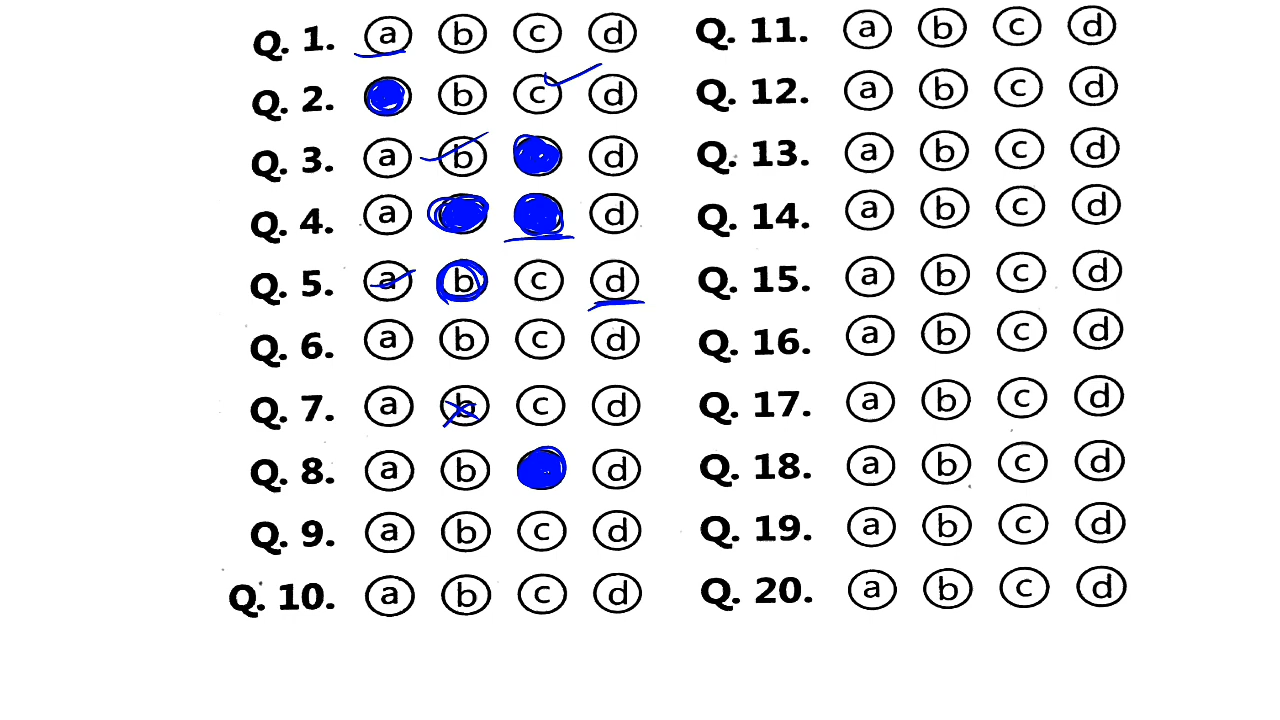 Q. 1. a b c d
Q. 2. b c d
Q. 3. a b d
Q. 4. a d
Q. 5. a b c d
Q. 6. a b c d
Q. 7. a b c d
Q. 8. a b d
Q. 9. a b c d
Q. 10. a b c d
Q. 11. a b c d
Q. 12. a b c d
Q. 13. a b c d
Q. 14. a b c d
Q. 15. a b c d
Q. 16. a b c d
Q. 17. a b c d
Q. 18. a b c d
Q. 19. a b c d
Q. 20. a b c d